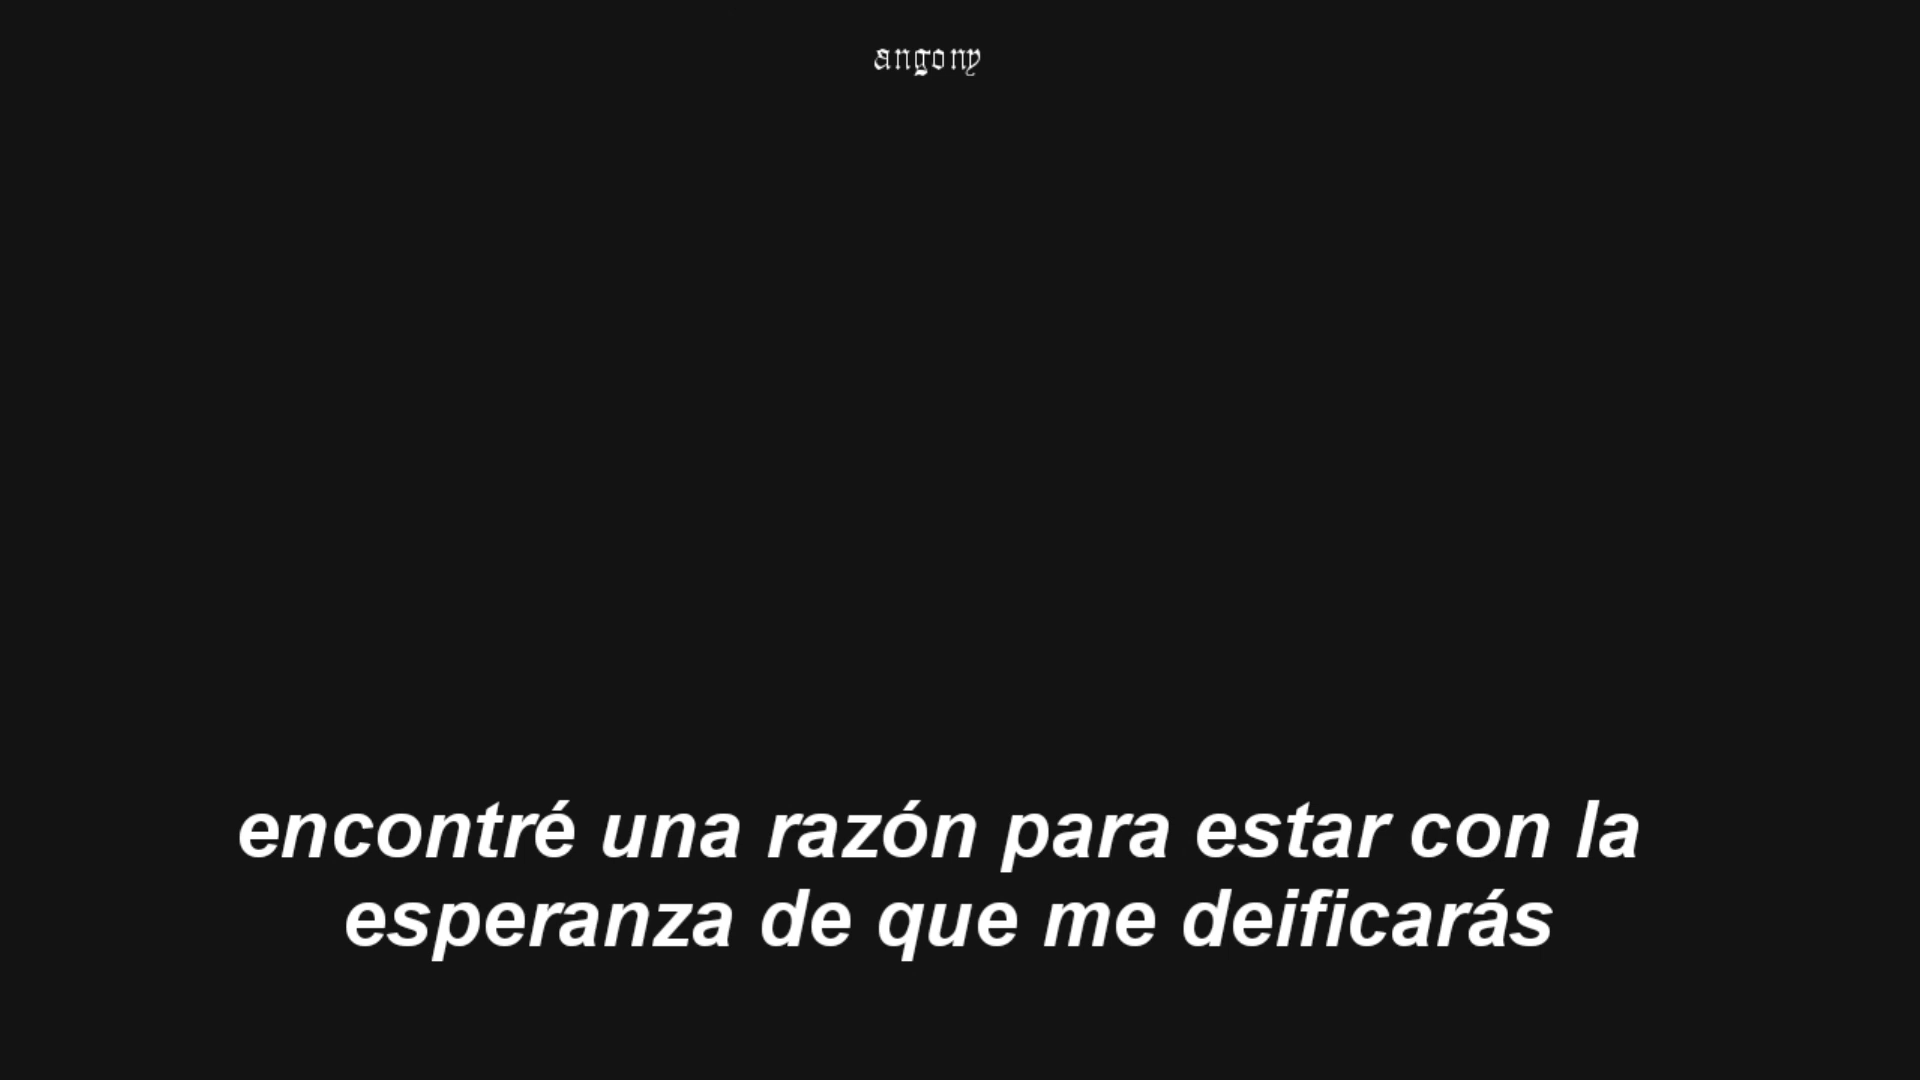 angony
encontré una razón para estar con la
esperanza de que me deificarás